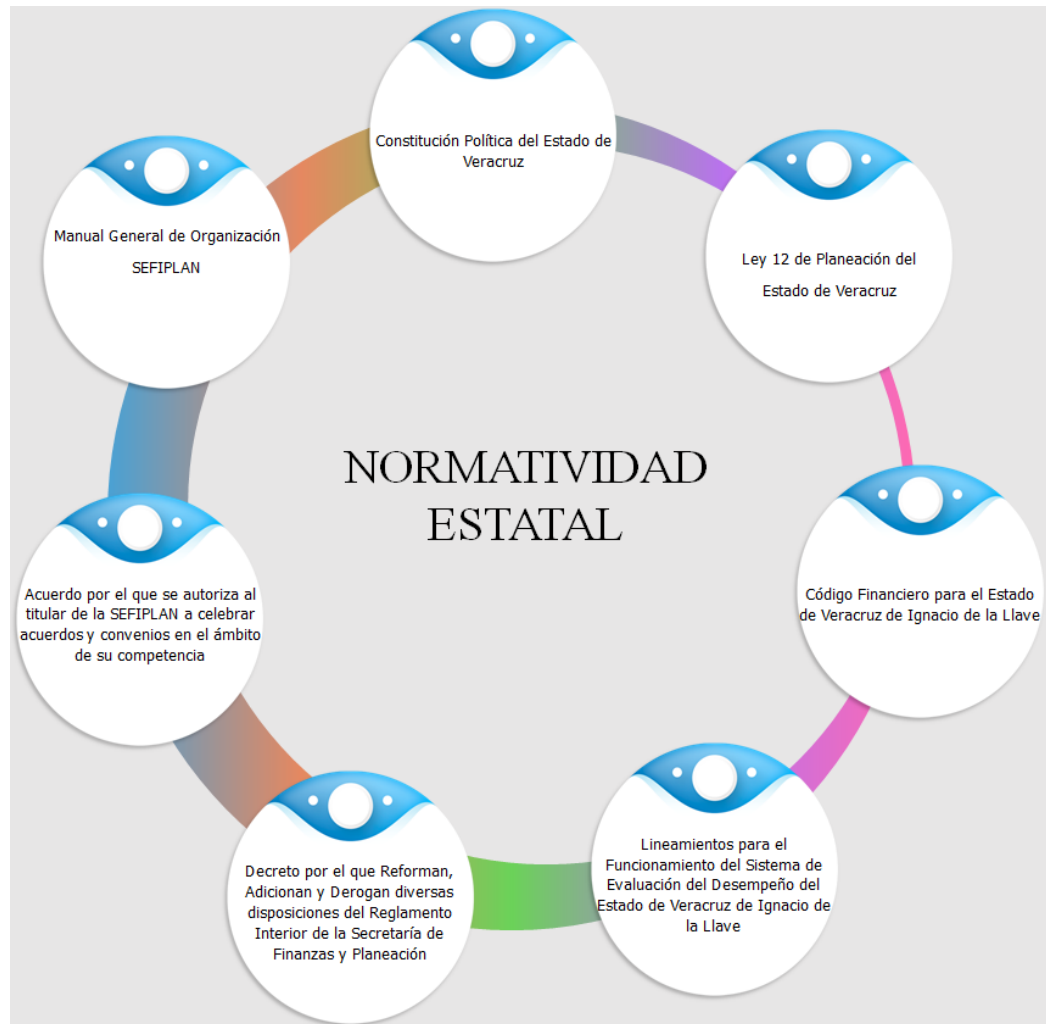 Constitución Política del Estado de
Veracruz
Ley 12 de Planeación del
Estado de Veracruz
Código Financiero para el Estado
de Veracruz de Ignacio de la Llave
Lineamientos para el
Funcionamiento del Sistema de
Evaluación del Desempeño del
Estado de Veracruz de Ignacio de
la Llave
Decreto por el que Reforman,
Adicionan y Derogan diversas
disposiciones del Reglamento
Interior de la Secretaría de
Finanzas y Planeación
Acuerdo por el que se autoriza al
titular de la SEFIPLAN a celebrar
acuerdos y convenios en el ámbito
de su competencia
Manual General de Organización
SEFIPLAN
NORMATIVIDAD
ESTATAL